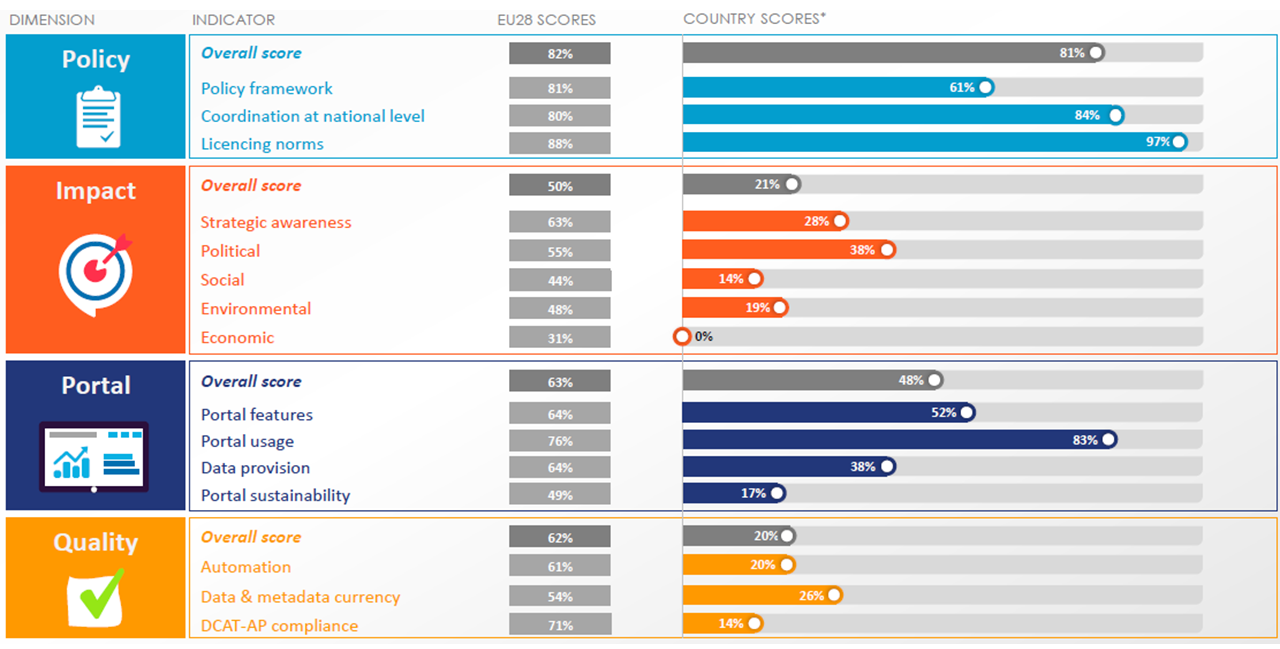 DIMENSION INDICATOR EU28 SCORES COUNTRY SCORES*
Policy
Overall score 82% 81%
Policy framework 81% 61%
Coordination at national level 80% 84%
Licencing norms 88% 97%
Impact
Overall score 50% 21%
Strategic awareness 63% 28%
Political 55% 38%
Social 44% 14%
Environmental 48% 19%
Economic 31% 0%
Portal
Overall score 63% 48%
Portal features 64% 52%
Portal usage 76% 83%
Data provision 64% 38%
Portal sustainability 49% 17%
Quality
Overall score 62% 20%
Automation 61% 20%
Data & metadata currency 54% 26%
DCAT-AP compliance 71% 14%